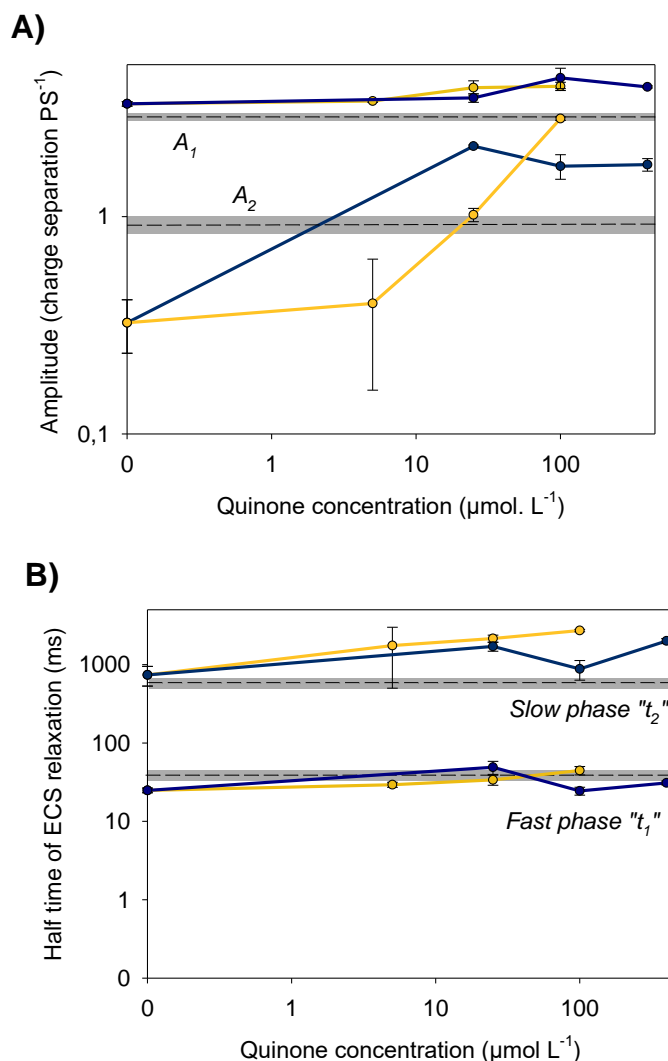 A)
Amplitude (charge separation PS⁻¹)
A₁
A₂
1
0,1
0 1 10 100
Quinone concentration (µmol. L⁻¹)
B)
Half time of ECS relaxation (ms)
1000
100
10
1
0
Slow phase "t₂"
Fast phase "t₁"
0 1 10 100
Quinone concentration (µmol L⁻¹)